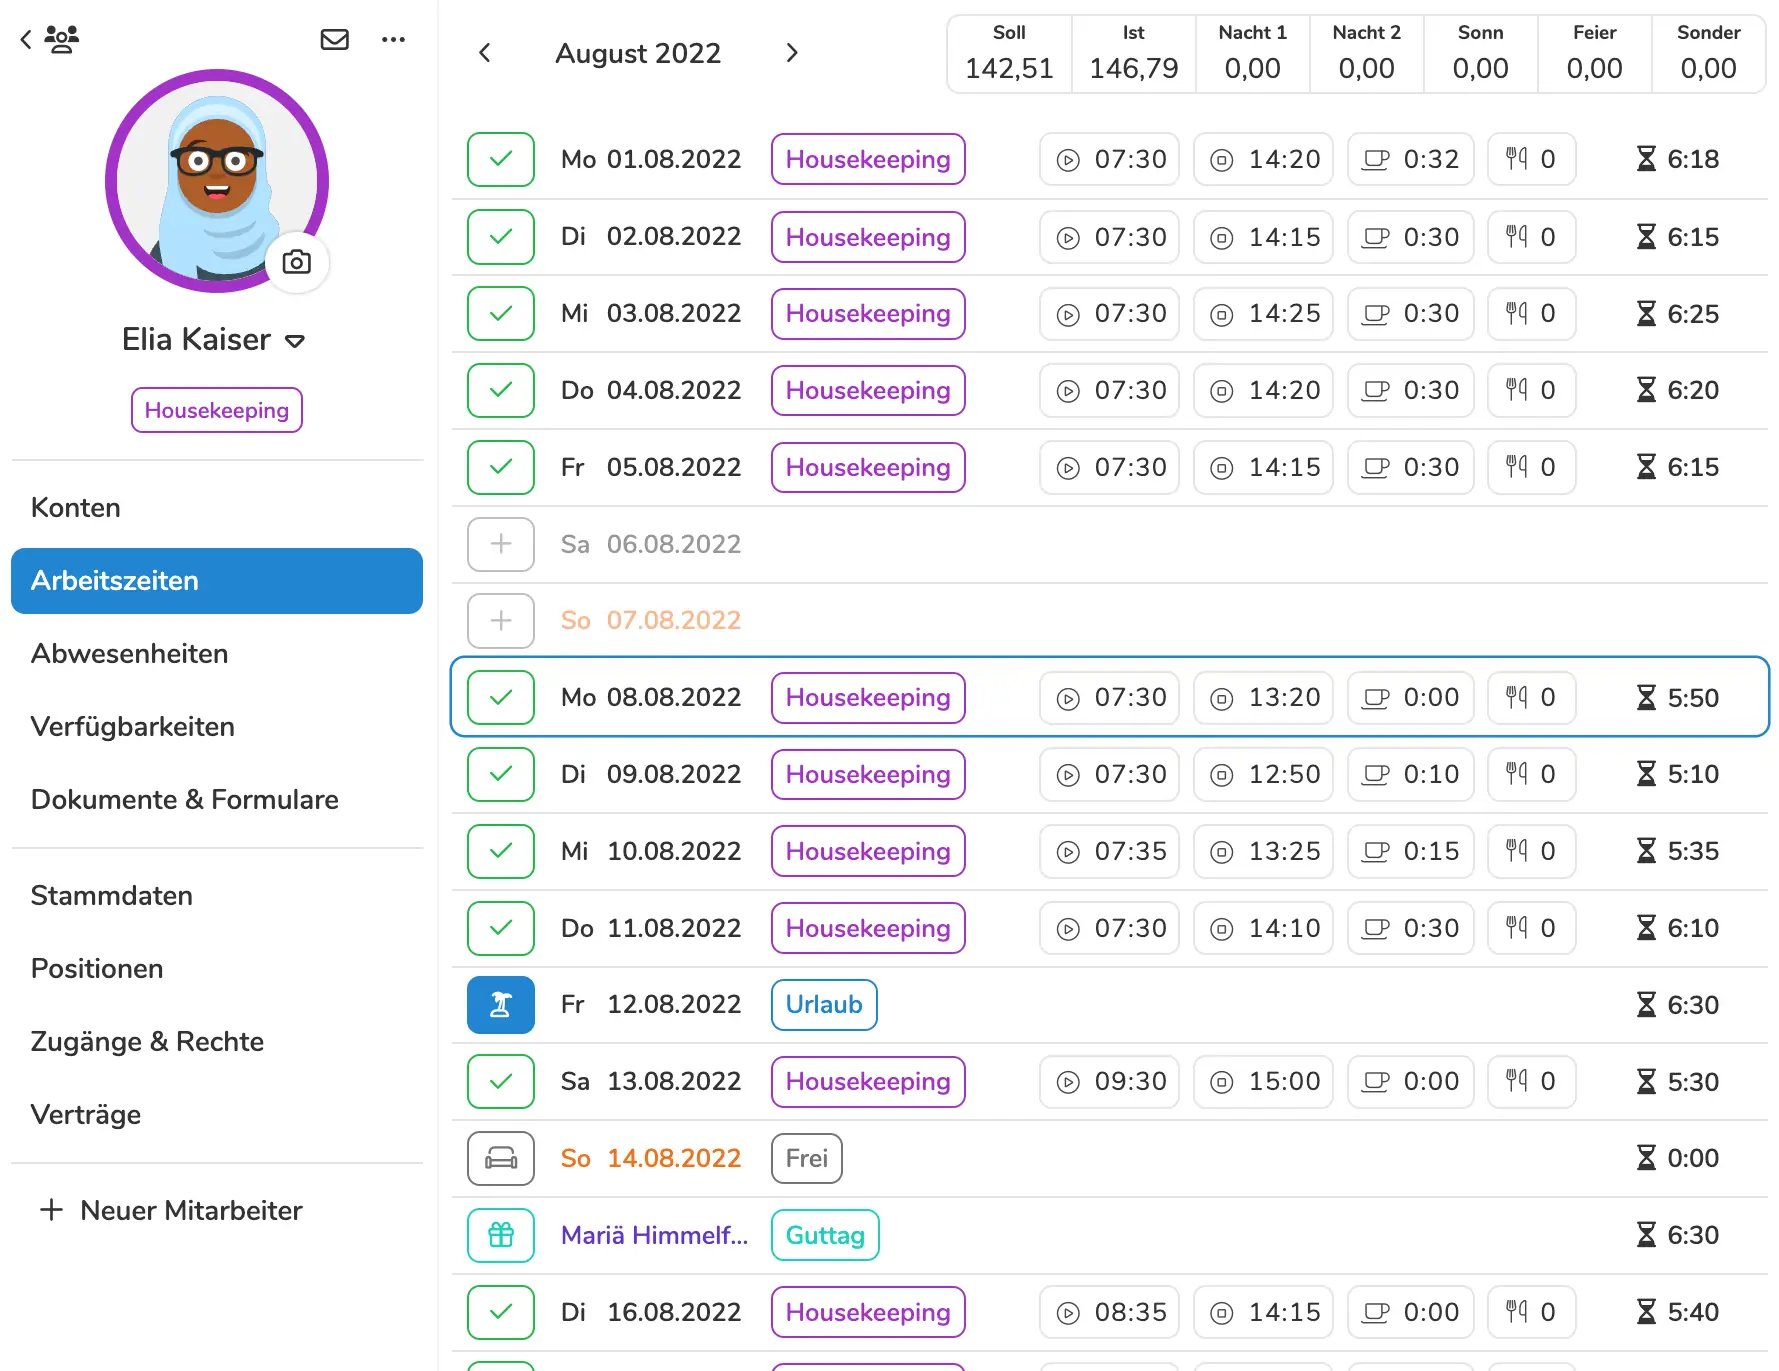 Elia Kaiser
Housekeeping
Konten
Arbeitszeiten
Abwesenheiten
Verfügbarkeiten
Dokumente & Formulare
Stammdaten
Positionen
Zugänge & Rechte
Verträge
Neuer Mitarbeiter
August 2022
Soll Ist Nacht 1 Nacht 2 Sonn Feier Sonder
142,51 146,79 0,00 0,00 0,00 0,00 0,00
Mo 01.08.2022 Housekeeping 07:30 14:20 0:32 0 6:18
Di 02.08.2022 Housekeeping 07:30 14:15 0:30 0 6:15
Mi 03.08.2022 Housekeeping 07:30 14:25 0:30 0 6:25
Do 04.08.2022 Housekeeping 07:30 14:20 0:30 0 6:20
Fr 05.08.2022 Housekeeping 07:30 14:15 0:30 0 6:15
Sa 06.08.2022
So 07.08.2022
Mo 08.08.2022 Housekeeping 07:30 13:20 0:00 0 5:50
Di 09.08.2022 Housekeeping 07:30 12:50 0:10 0 5:10
Mi 10.08.2022 Housekeeping 07:35 13:25 0:15 0 5:35
Do 11.08.2022 Housekeeping 07:30 14:10 0:30 0 6:10
Fr 12.08.2022 Urlaub 6:30
Sa 13.08.2022 Housekeeping 09:30 15:00 0:00 0 5:30
So 14.08.2022 Frei 0:00
Mariä Himmelf... Guttag 6:30
Di 16.08.2022 Housekeeping 08:35 14:15 0:00 0 5:40